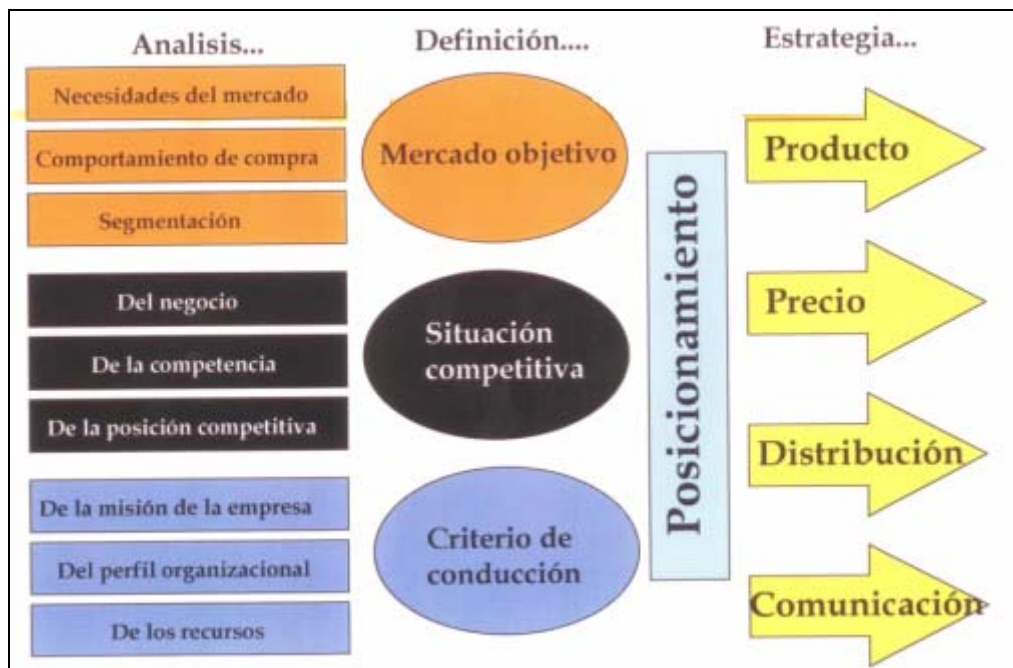 Analisis...
Definición....
Estrategia...
Necesidades del mercado
Comportamiento de compra
Segmentación
Mercado objetivo
Del negocio
De la competencia
De la posición competitiva
Situación
competitiva
De la misión de la empresa
Del perfil organizacional
De los recursos
Criterio de
conducción
Posicionamiento
Producto
Precio
Distribución
Comunicación